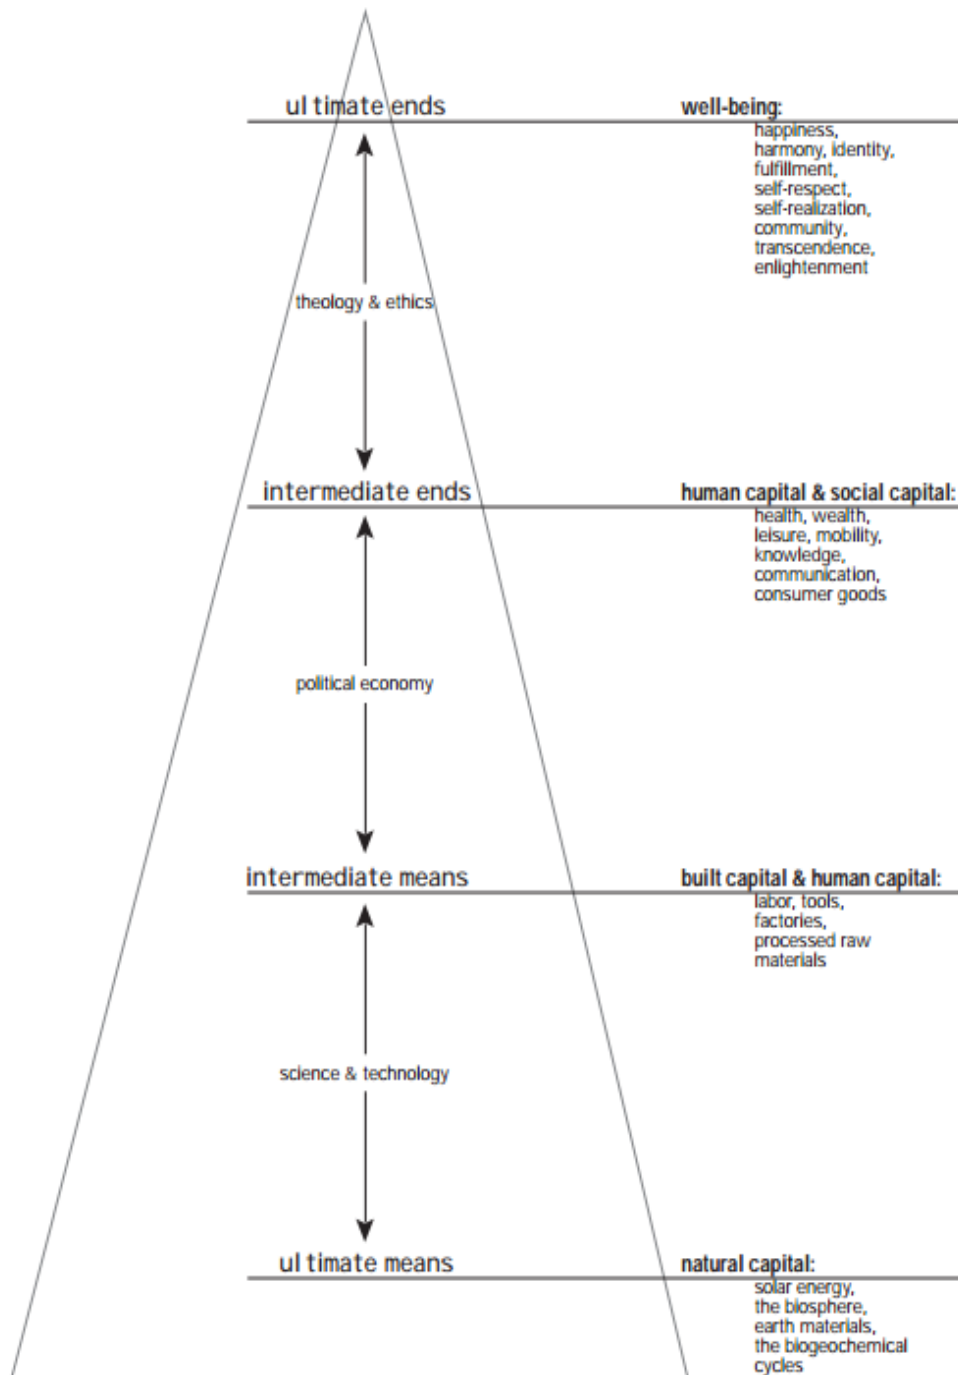 ultimate ends
well-being:
happiness,
harmony, identity,
fulfillment,
self-respect,
self-realization,
community,
transcendence,
enlightenment
theology & ethics
intermediate ends
human capital & social capital:
health, wealth,
leisure, mobility,
knowledge,
communication,
consumer goods
political economy
intermediate means
built capital & human capital:
labor, tools,
factories,
processed raw
materials
science & technology
ultimate means
natural capital:
solar energy,
the biosphere,
earth materials,
the biogeochemical
cycles